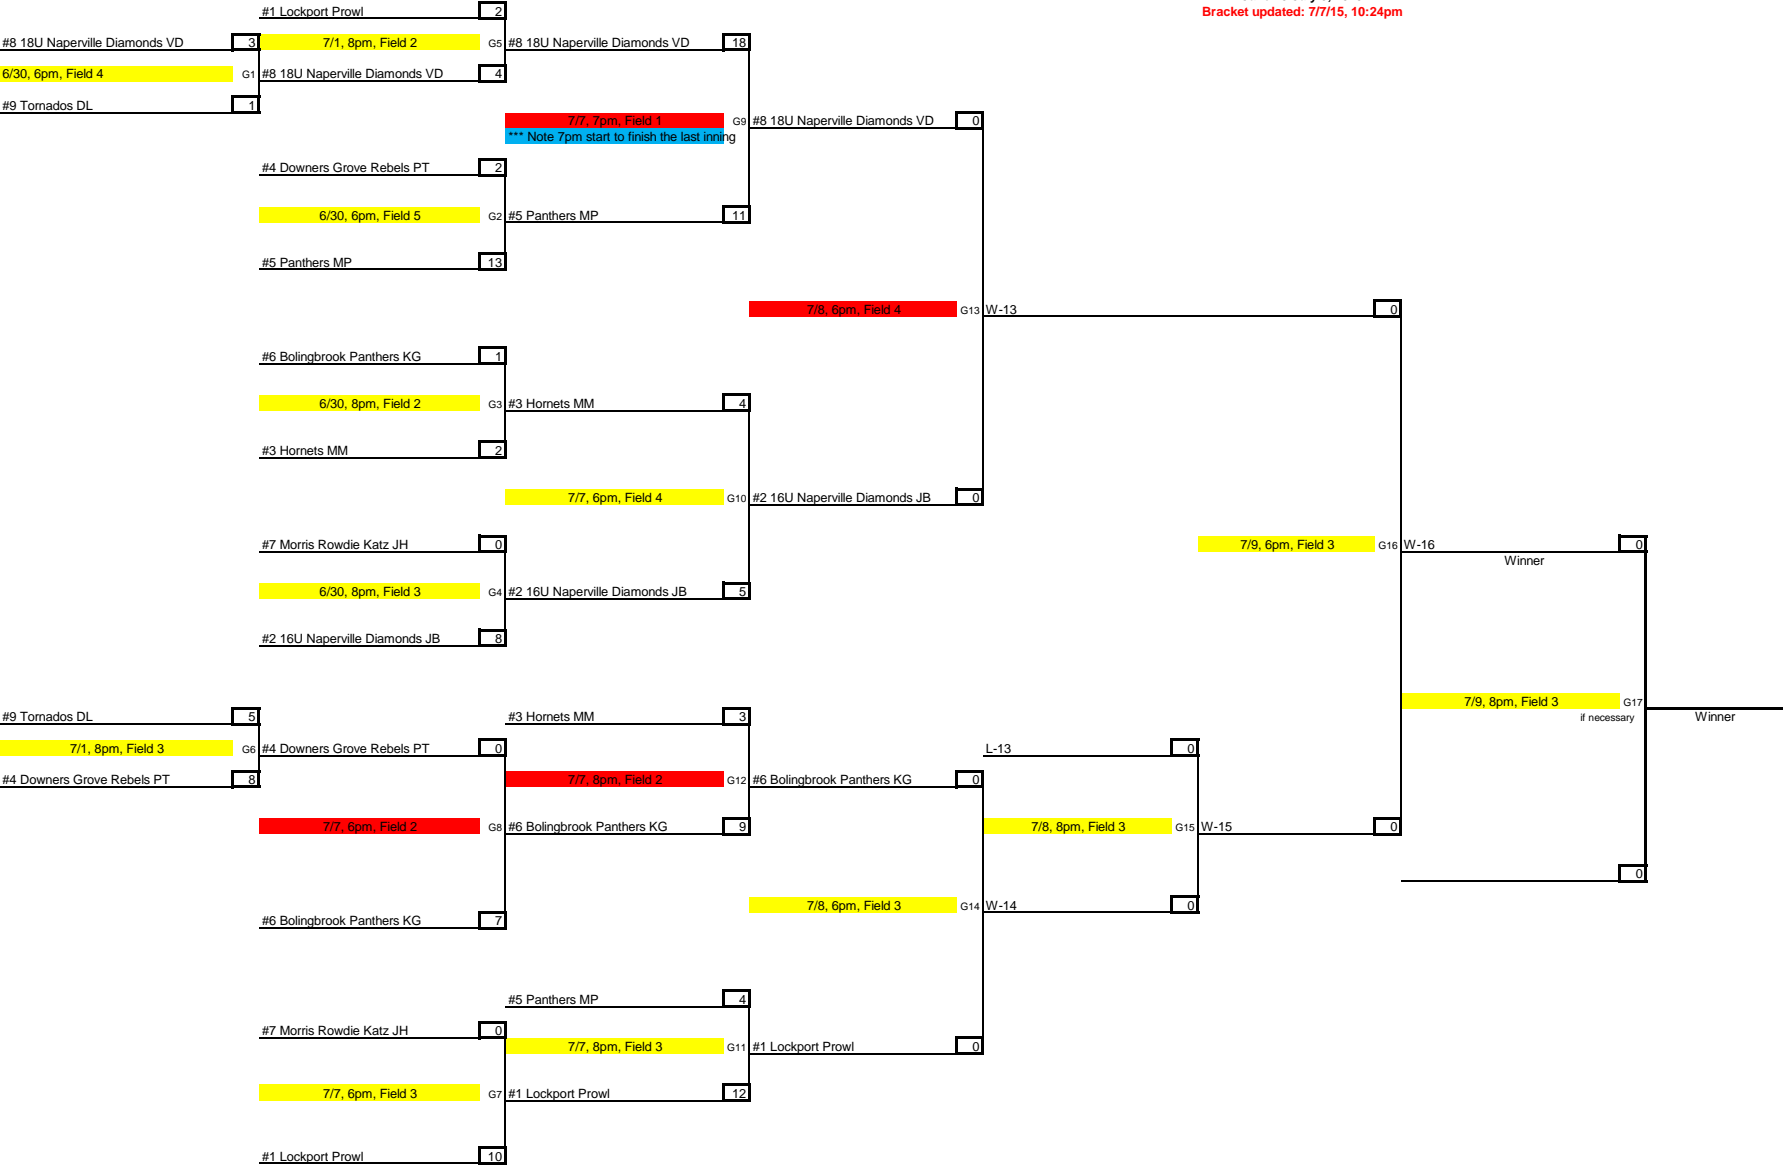 #1 Lockport Prowl 2
Bracket updated: 7/7/15, 10:24pm
#8 18U Naperville Diamonds VD 3 7/1, 8pm, Field 2 G5 #8 18U Naperville Diamonds VD 18
6/30, 6pm, Field 4 G1 #8 18U Naperville Diamonds VD 4
#9 Tornados DL 1
7/7, 7pm, Field 1 G9 #8 18U Naperville Diamonds VD 0
*** Note 7pm start to finish the last inning
#4 Downers Grove Rebels PT 2
6/30, 6pm, Field 5 G2 #5 Panthers MP 11
#5 Panthers MP 13
7/8, 6pm, Field 4 G13 W-13 0
#6 Bolingbrook Panthers KG 1
6/30, 8pm, Field 2 G3 #3 Hornets MM 4
#3 Hornets MM 2
7/7, 6pm, Field 4 G10 #2 16U Naperville Diamonds JB 0
#7 Morris Rowdie Katz JH 0 7/9, 6pm, Field 3 G16 W-16 0
Winner
6/30, 8pm, Field 3 G4 #2 16U Naperville Diamonds JB 5
#2 16U Naperville Diamonds JB 8
7/9, 8pm, Field 3 G17
#9 Tornados DL 5 #3 Hornets MM 3 if necessary Winner
7/1, 8pm, Field 3 G6 #4 Downers Grove Rebels PT 0 L-13 0
#4 Downers Grove Rebels PT 8 7/7, 8pm, Field 2 G12 #6 Bolingbrook Panthers KG 0
7/7, 6pm, Field 2 G8 #6 Bolingbrook Panthers KG 9 7/8, 8pm, Field 3 G15 W-15 0
0
7/8, 6pm, Field 3 G14 W-14 0
#6 Bolingbrook Panthers KG 7
#5 Panthers MP 4
#7 Morris Rowdie Katz JH 0
7/7, 8pm, Field 3 G11 #1 Lockport Prowl 0
7/7, 6pm, Field 3 G7 #1 Lockport Prowl 12
#1 Lockport Prowl 10